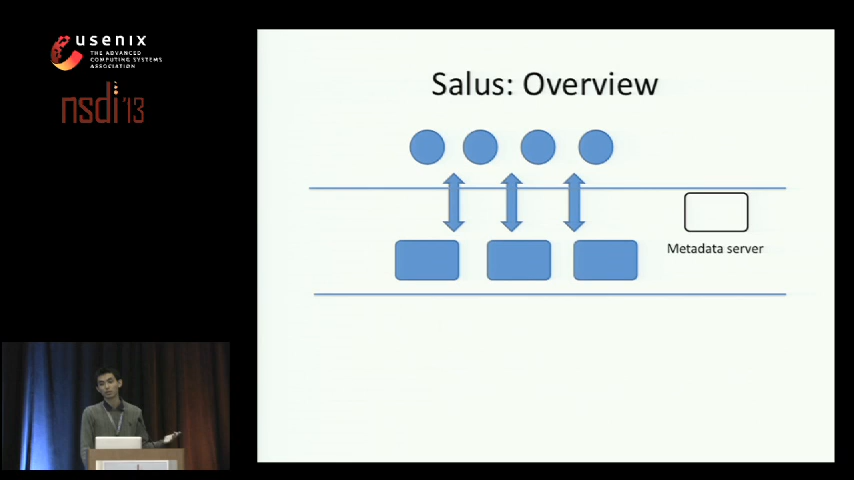 usenix
THE ADVANCED
COMPUTING SYSTEMS
ASSOCIATION
nsdi '13
Salus: Overview
Metadata server